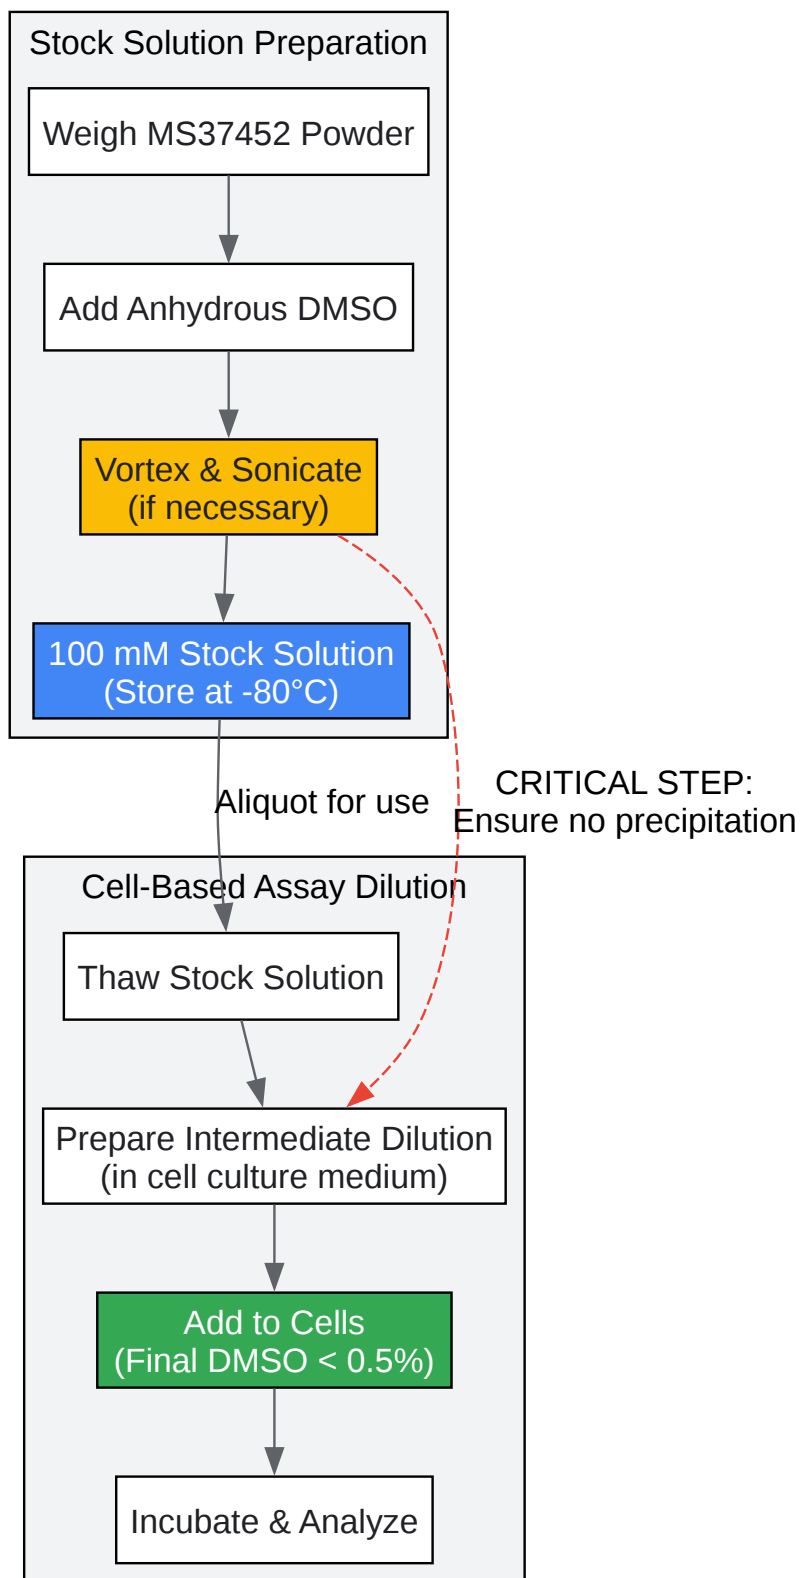 Stock Solution Preparation
Weigh MS37452 Powder
Add Anhydrous DMSO
Vortex & Sonicate
(if necessary)
100 mM Stock Solution
(Store at -80°C)
Aliquot for use
CRITICAL STEP:
Ensure no precipitation
Cell-Based Assay Dilution
Thaw Stock Solution
Prepare Intermediate Dilution
(in cell culture medium)
Add to Cells
(Final DMSO < 0.5%)
Incubate & Analyze